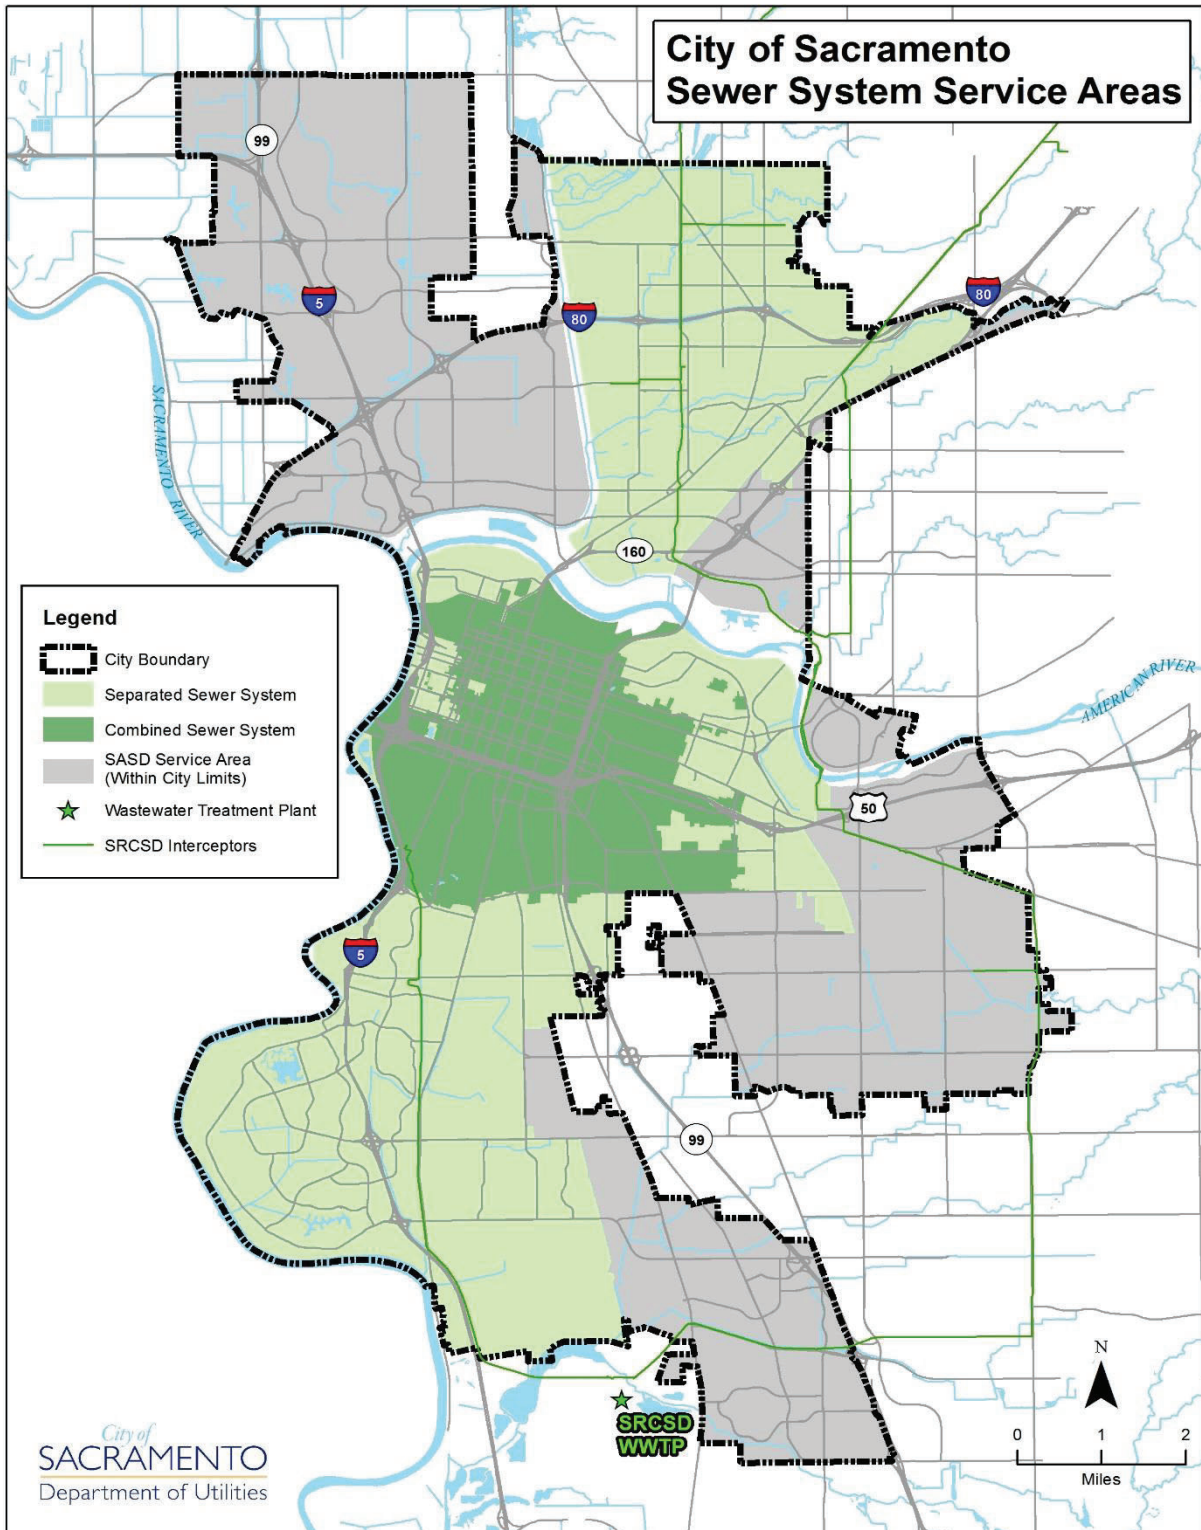 City of Sacramento
Sewer System Service Areas
99
5
80
80
SACRAMENTO RIVER
160
Legend
City Boundary
Separated Sewer System
Combined Sewer System
SASD Service Area
(Within City Limits)
Wastewater Treatment Plant
SRCSD Interceptors
AMERICAN RIVER
50
5
99
SRCSD
WWTP
N
0 1 2
Miles
City of
SACRAMENTO
Department of Utilities